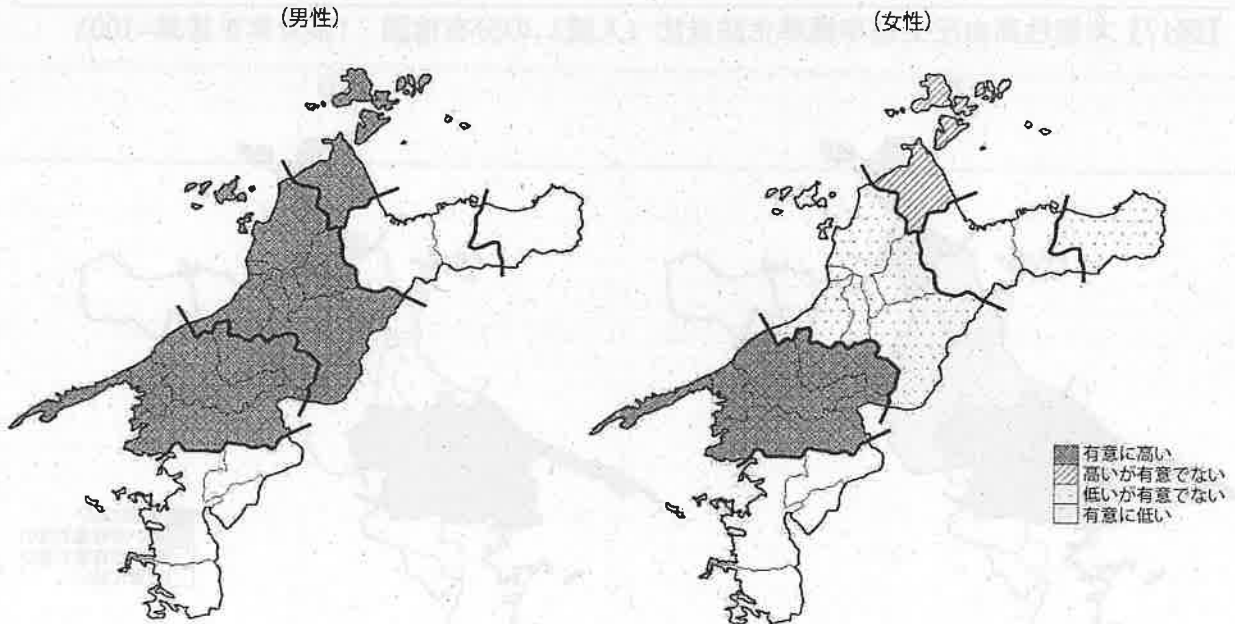 (男性)
(女性)
有意に高い
高いが有意でない
低いが有意でない
有意に低い